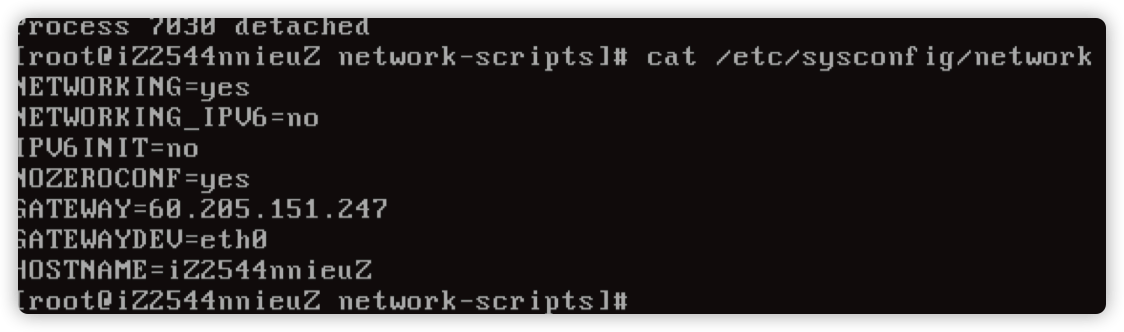 Process 7030 detached
[root@iZ2544nnieuZ network-scripts]# cat /etc/sysconfig/network
NETWORKING=yes
NETWORKING_IPV6=no
IPV6INIT=no
NOZEROCONF=yes
GATEWAY=60.205.151.247
GATEWAYDEV=eth0
HOSTNAME=iZ2544nnieuZ
[root@iZ2544nnieuZ network-scripts]#